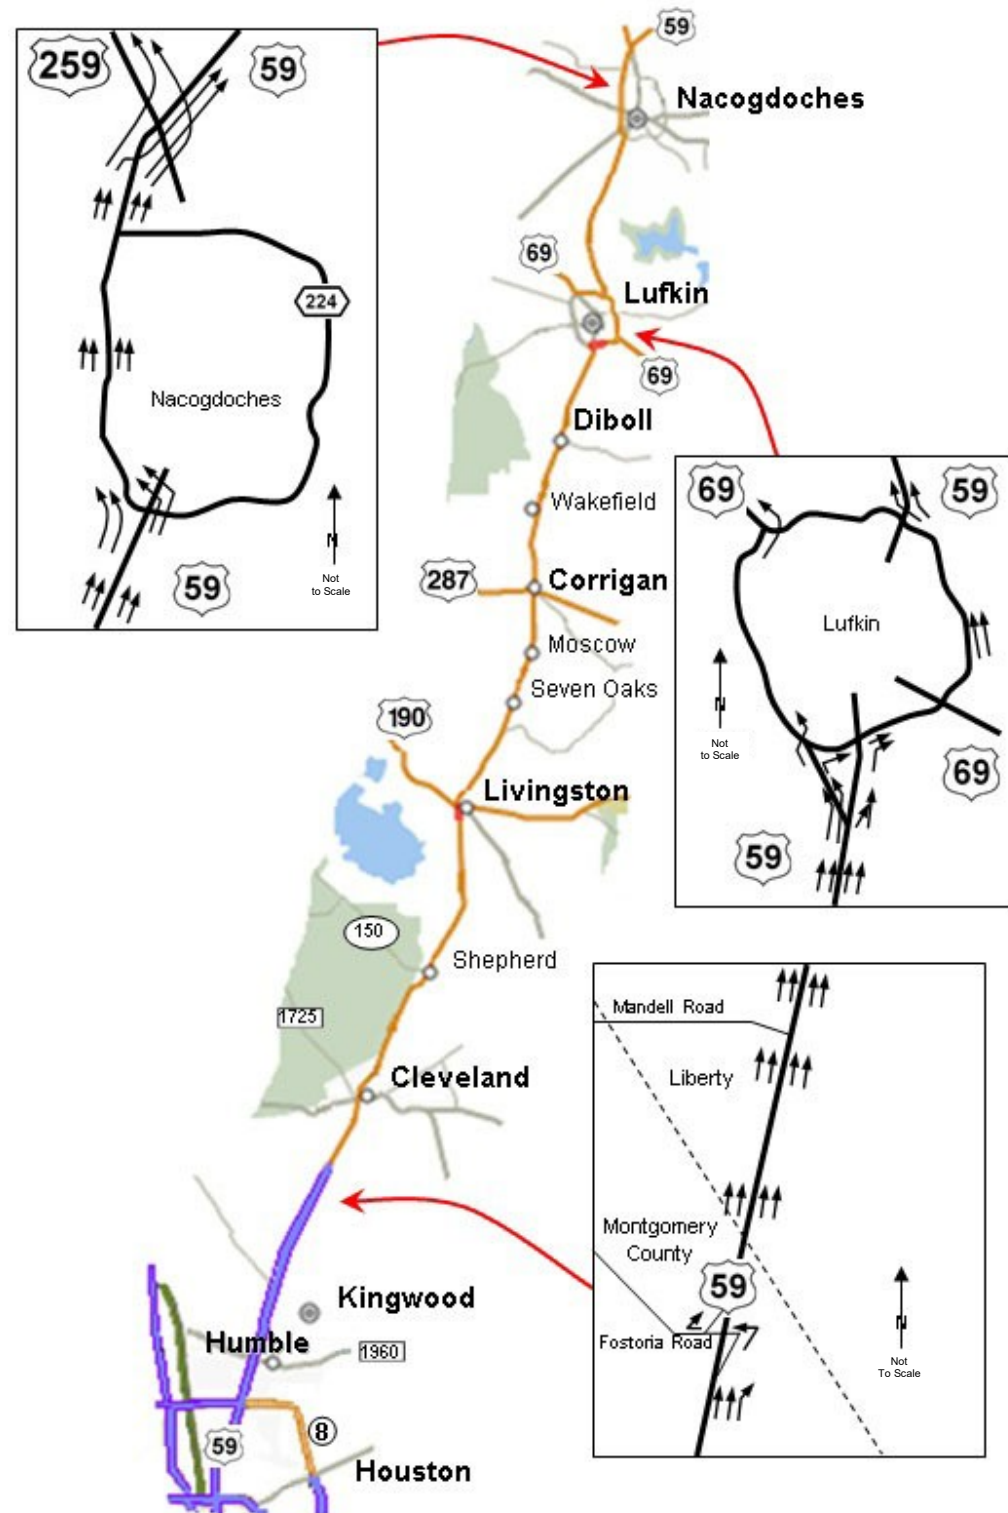 259
59
224
Nacogdoches
59
N
Not
to Scale
59
Nacogdoches
69
Lufkin
69
Diboll
Wakefield
287
Corrigan
Moscow
Seven Oaks
190
Livingston
150
Shepherd
1725
Cleveland
Kingwood
Humble
1960
59
8
Houston
69
59
Lufkin
N
Not
to Scale
69
59
Mandell Road
Liberty
Montgomery
County
59
Fostoria Road
N
Not
To Scale